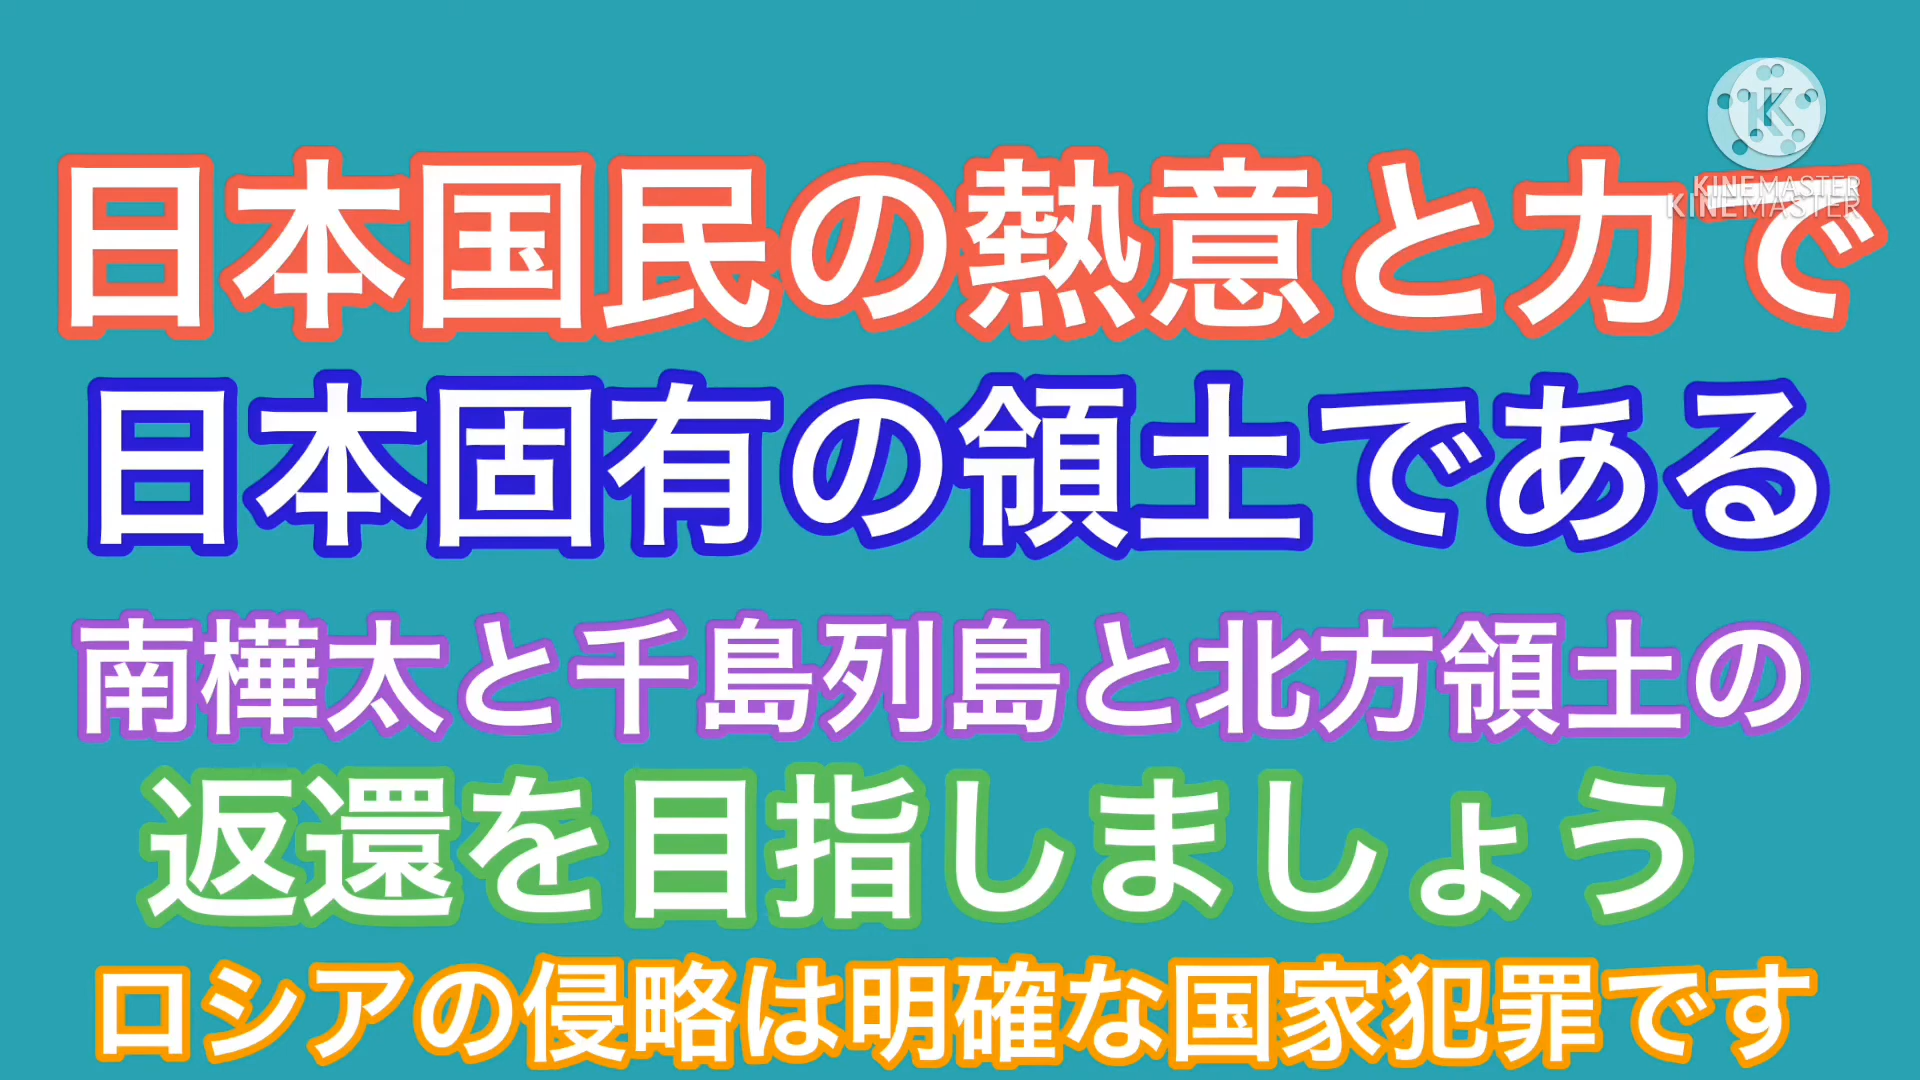 日本国民の熱意と力で
日本固有の領土である
南樺太と千島列島と北方領土の
返還を目指しましょう
ロシアの侵略は明確な国家犯罪です
K
KINEMASTER
KINEMASTER